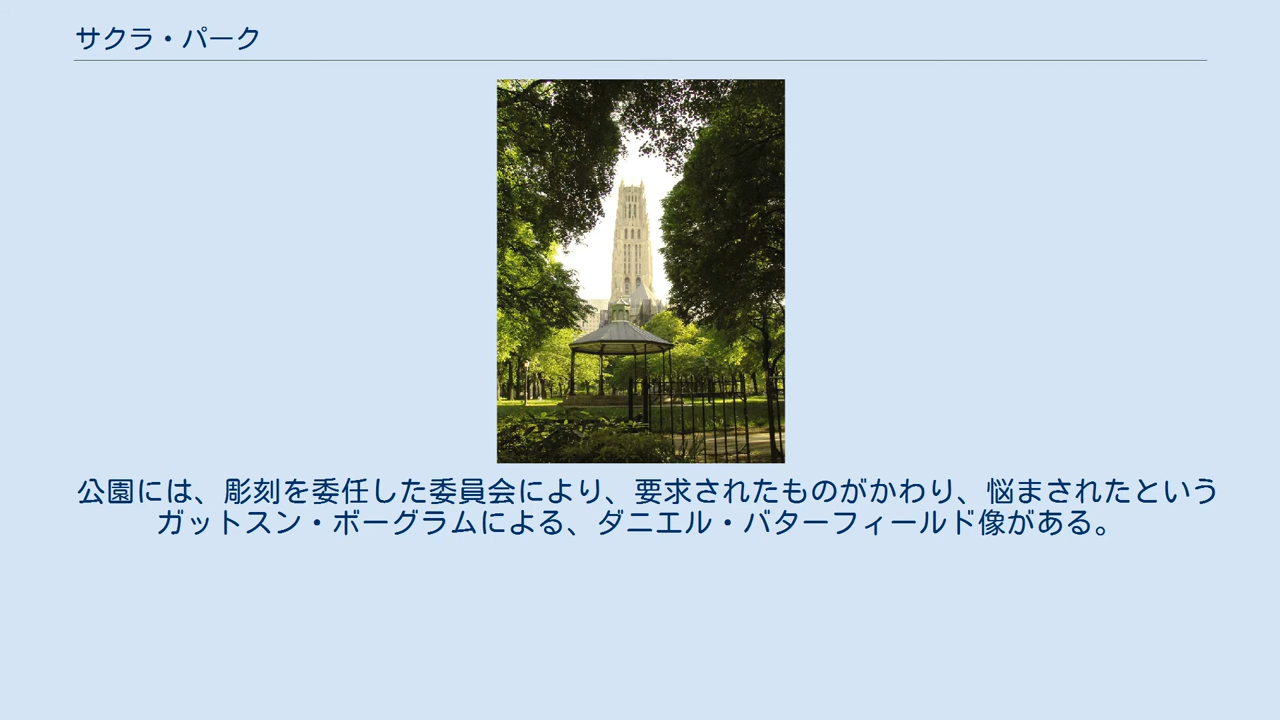 サクラ・パーク
公園には、彫刻を委任した委員会により、要求されたものがかわり、悩まされたという
ガットスン・ボーグラムによる、ダニエル・バターフィールド像がある。